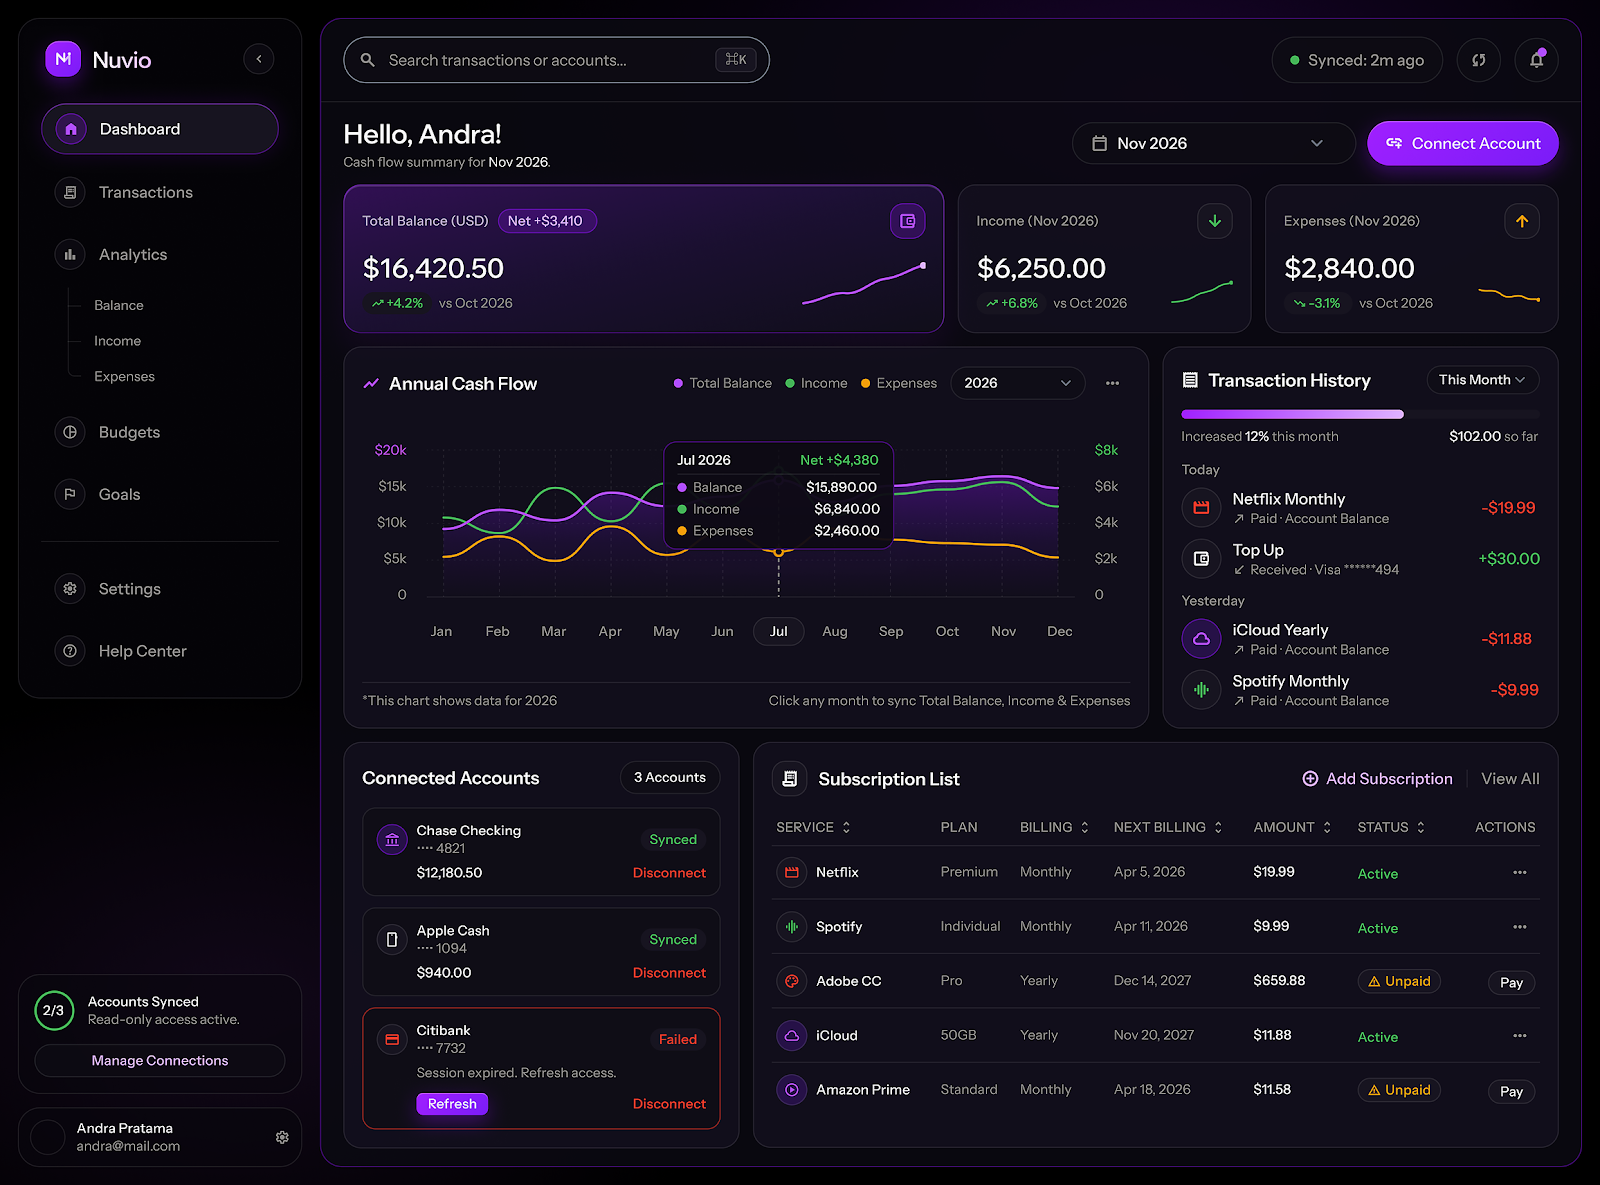 Nuvio
Dashboard
Transactions
Analytics
Balance
Income
Expenses
Budgets
Goals
Settings
Help Center
2/3
Accounts Synced
Read-only access active.
Manage Connections
Andra Pratama
andra@mail.com
Search transactions or accounts...
⌘K
Synced: 2m ago
Hello, Andra!
Cash flow summary for Nov 2026.
Nov 2026
Connect Account
Total Balance (USD)
Net +$3,410
$16,420.50
+4.2%
vs Oct 2026
Income (Nov 2026)
$6,250.00
+6.8%
vs Oct 2026
Expenses (Nov 2026)
$2,840.00
-3.1%
vs Oct 2026
Annual Cash Flow
Total Balance
Income
Expenses
2026
$20k
$15k
$10k
$5k
0
$8k
$6k
$4k
$2k
0
Jul 2026 Net +$4,380
Balance $15,890.00
Income $6,840.00
Expenses $2,460.00
Jan Feb Mar Apr May Jun Jul Aug Sep Oct Nov Dec
*This chart shows data for 2026
Click any month to sync Total Balance, Income & Expenses
Transaction History
This Month
Increased 12% this month
$102.00 so far
Today
Netflix Monthly
Paid · Account Balance
-$19.99
Top Up
Received · Visa ******494
+$30.00
Yesterday
iCloud Yearly
Paid · Account Balance
-$11.88
Spotify Monthly
Paid · Account Balance
-$9.99
Connected Accounts
3 Accounts
Chase Checking
···· 4821
$12,180.50
Synced
Disconnect
Apple Cash
···· 1094
$940.00
Synced
Disconnect
Citibank
···· 7732
Failed
Session expired. Refresh access.
Refresh
Disconnect
Subscription List
Add Subscription
View All
SERVICE PLAN BILLING NEXT BILLING AMOUNT STATUS ACTIONS
Netflix Premium Monthly Apr 5, 2026 $19.99 Active
Spotify Individual Monthly Apr 11, 2026 $9.99 Active
Adobe CC Pro Yearly Dec 14, 2027 $659.88 Unpaid Pay
iCloud 50GB Yearly Nov 20, 2027 $11.88 Active
Amazon Prime Standard Monthly Apr 18, 2026 $11.58 Unpaid Pay